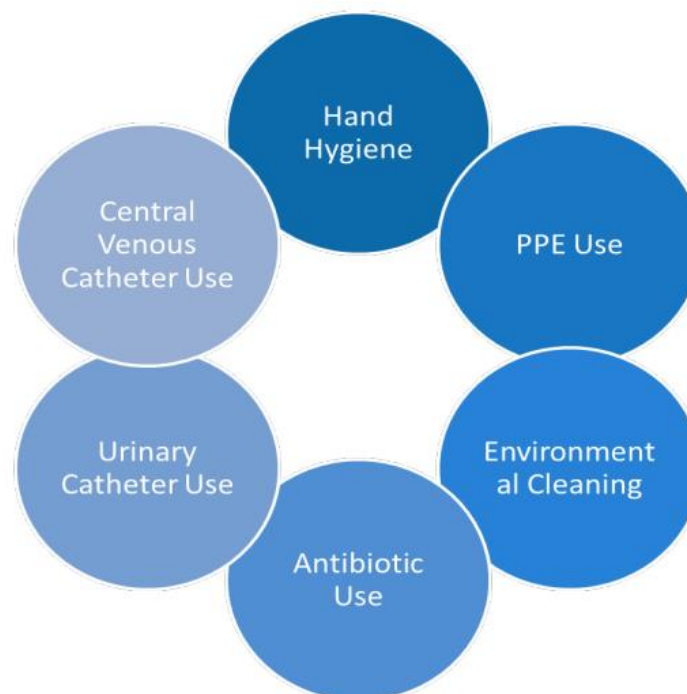 Hand
Hygiene
PPE Use
Environment
al Cleaning
Antibiotic
Use
Urinary
Catheter Use
Central
Venous
Catheter Use